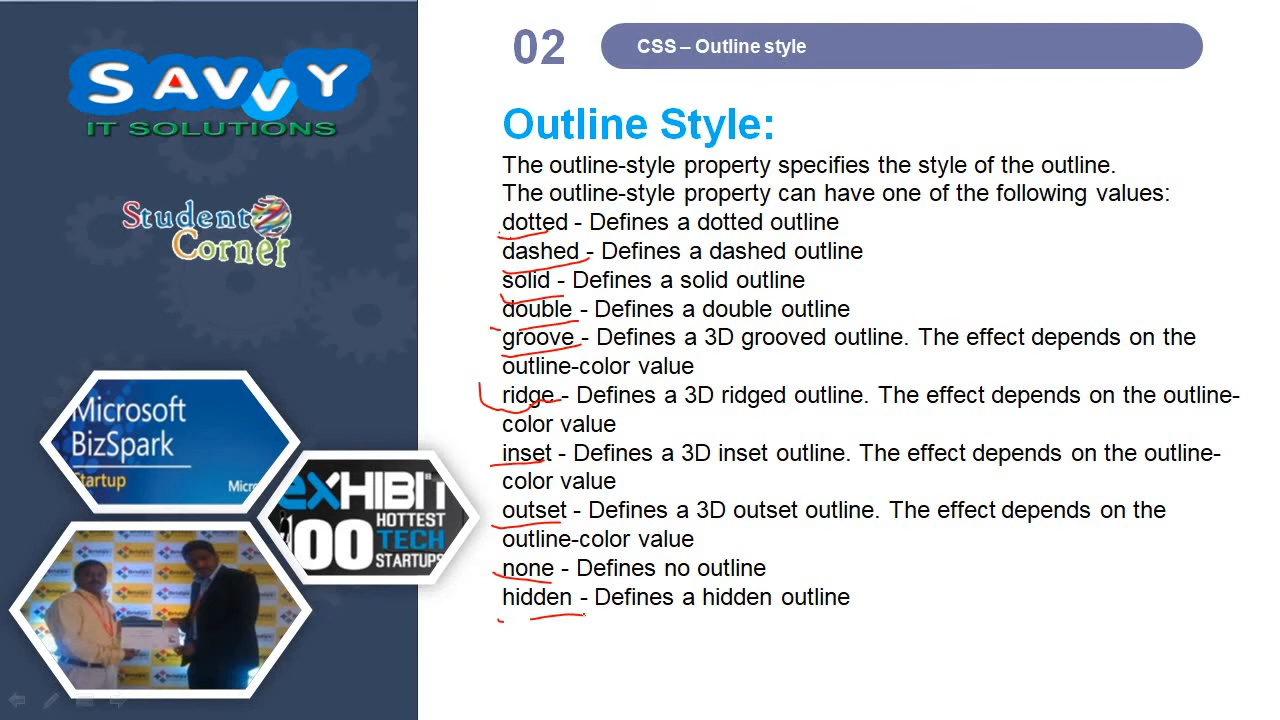 SAVVY
IT SOLUTIONS
Student
Corner
Microsoft
BizSpark
Startup
Micro
eXHIBIT
100
HOTTEST
TECH
STARTUPS
02
CSS – Outline style
Outline Style:
The outline-style property specifies the style of the outline.
The outline-style property can have one of the following values:
dotted - Defines a dotted outline
dashed - Defines a dashed outline
solid - Defines a solid outline
double - Defines a double outline
groove - Defines a 3D grooved outline. The effect depends on the
outline-color value
ridge - Defines a 3D ridged outline. The effect depends on the outline-
color value
inset - Defines a 3D inset outline. The effect depends on the outline-
color value
outset - Defines a 3D outset outline. The effect depends on the
outline-color value
none - Defines no outline
hidden - Defines a hidden outline